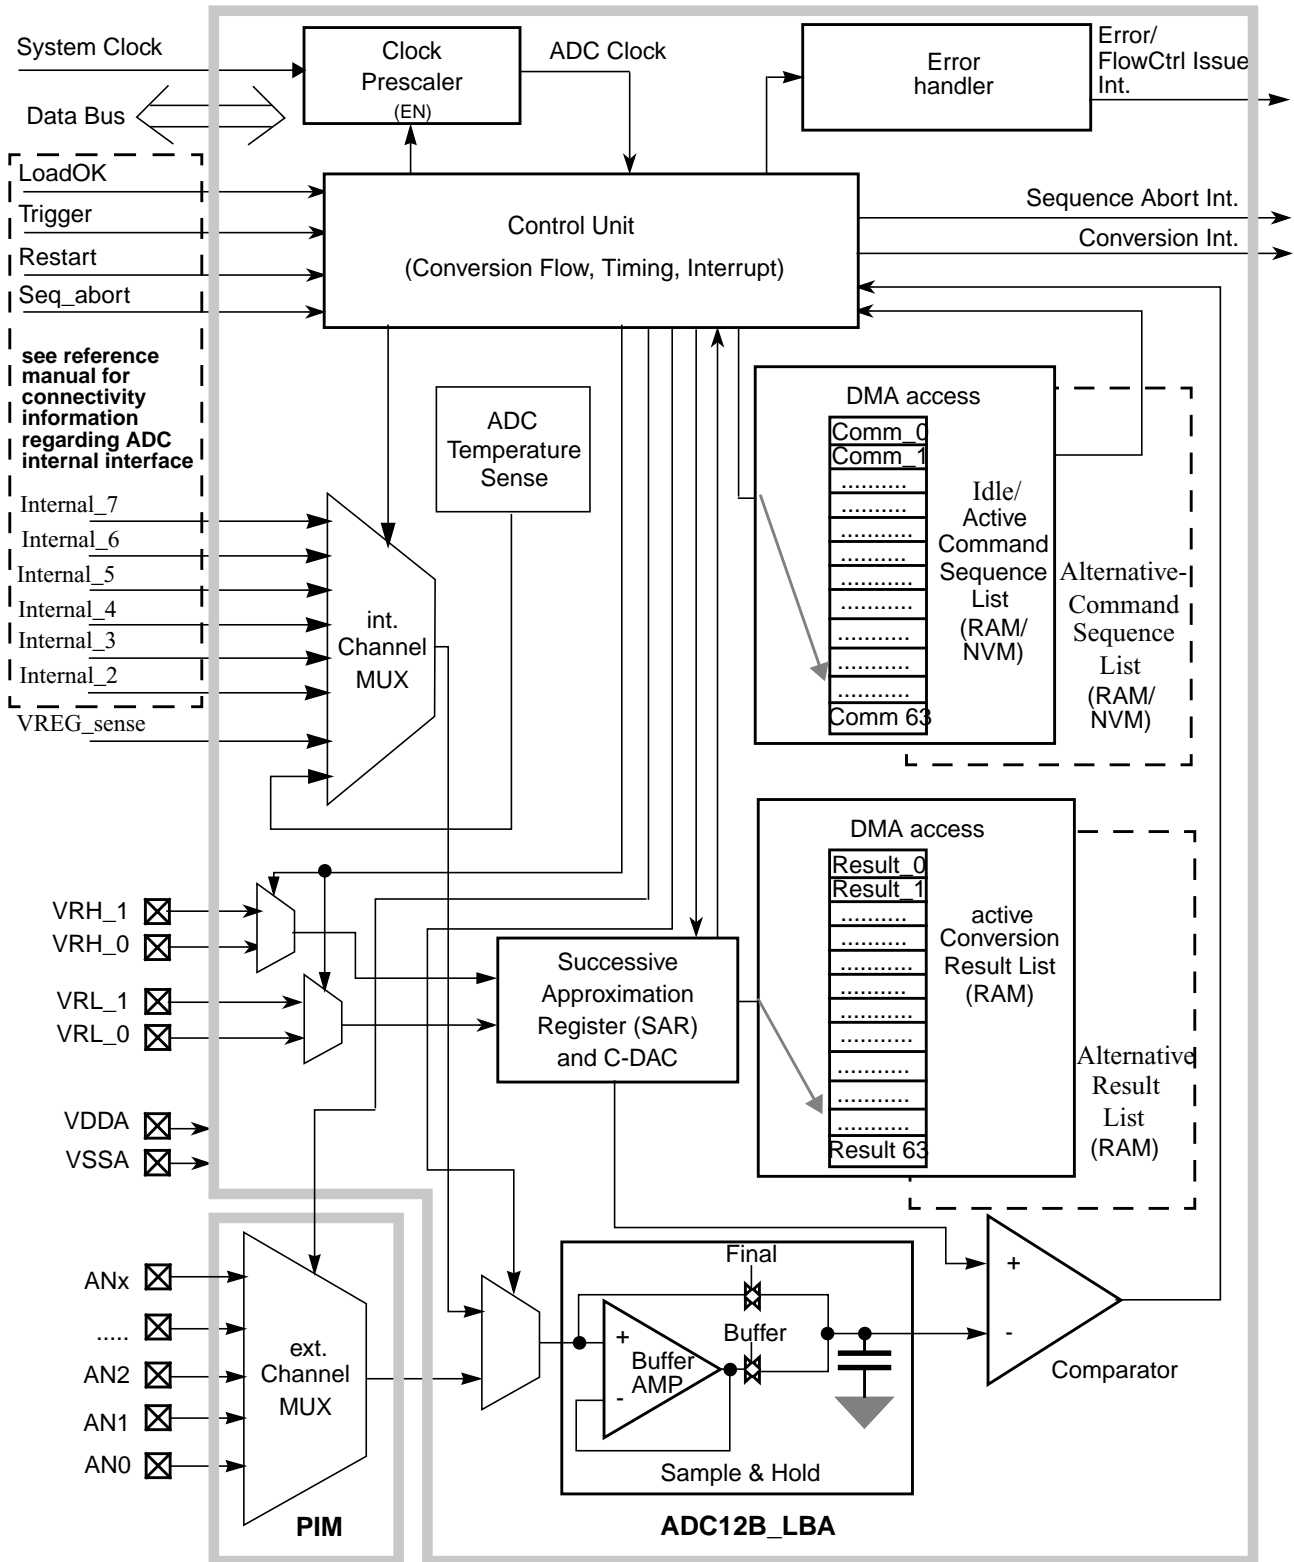 System Clock
Clock
Prescaler
(EN)
ADC Clock
Error
handler
Error/
FlowCtrl Issue
Int.
Data Bus
LoadOK
Trigger
Restart
Seq_abort
Control Unit
(Conversion Flow, Timing, Interrupt)
Sequence Abort Int.
Conversion Int.
see reference
manual for
connectivity
information
regarding ADC
internal interface
ADC
Temperature
Sense
Internal_7
Internal_6
Internal_5
Internal_4
Internal_3
Internal_2
VREG_sense
int.
Channel
MUX
DMA access
Comm_0
Comm_1
..........
..........
...........
...........
...........
...........
...........
...........
...........
Comm 63
Idle/
Active
Command
Sequence
List
(RAM/
NVM)
Alternative-
Command
Sequence
List
(RAM/
NVM)
DMA access
Result_0
Result_1
..........
..........
...........
...........
...........
...........
...........
...........
...........
Result 63
active
Conversion
Result List
(RAM)
Alternative
Result
List
(RAM)
VRH_1
VRH_0
VRL_1
VRL_0
Successive
Approximation
Register (SAR)
and C-DAC
VDDA
VSSA
ANx
.....
AN2
AN1
AN0
ext.
Channel
MUX
PIM
Final
Buffer
+
Buffer
AMP
-
Sample & Hold
+
-
Comparator
ADC12B_LBA